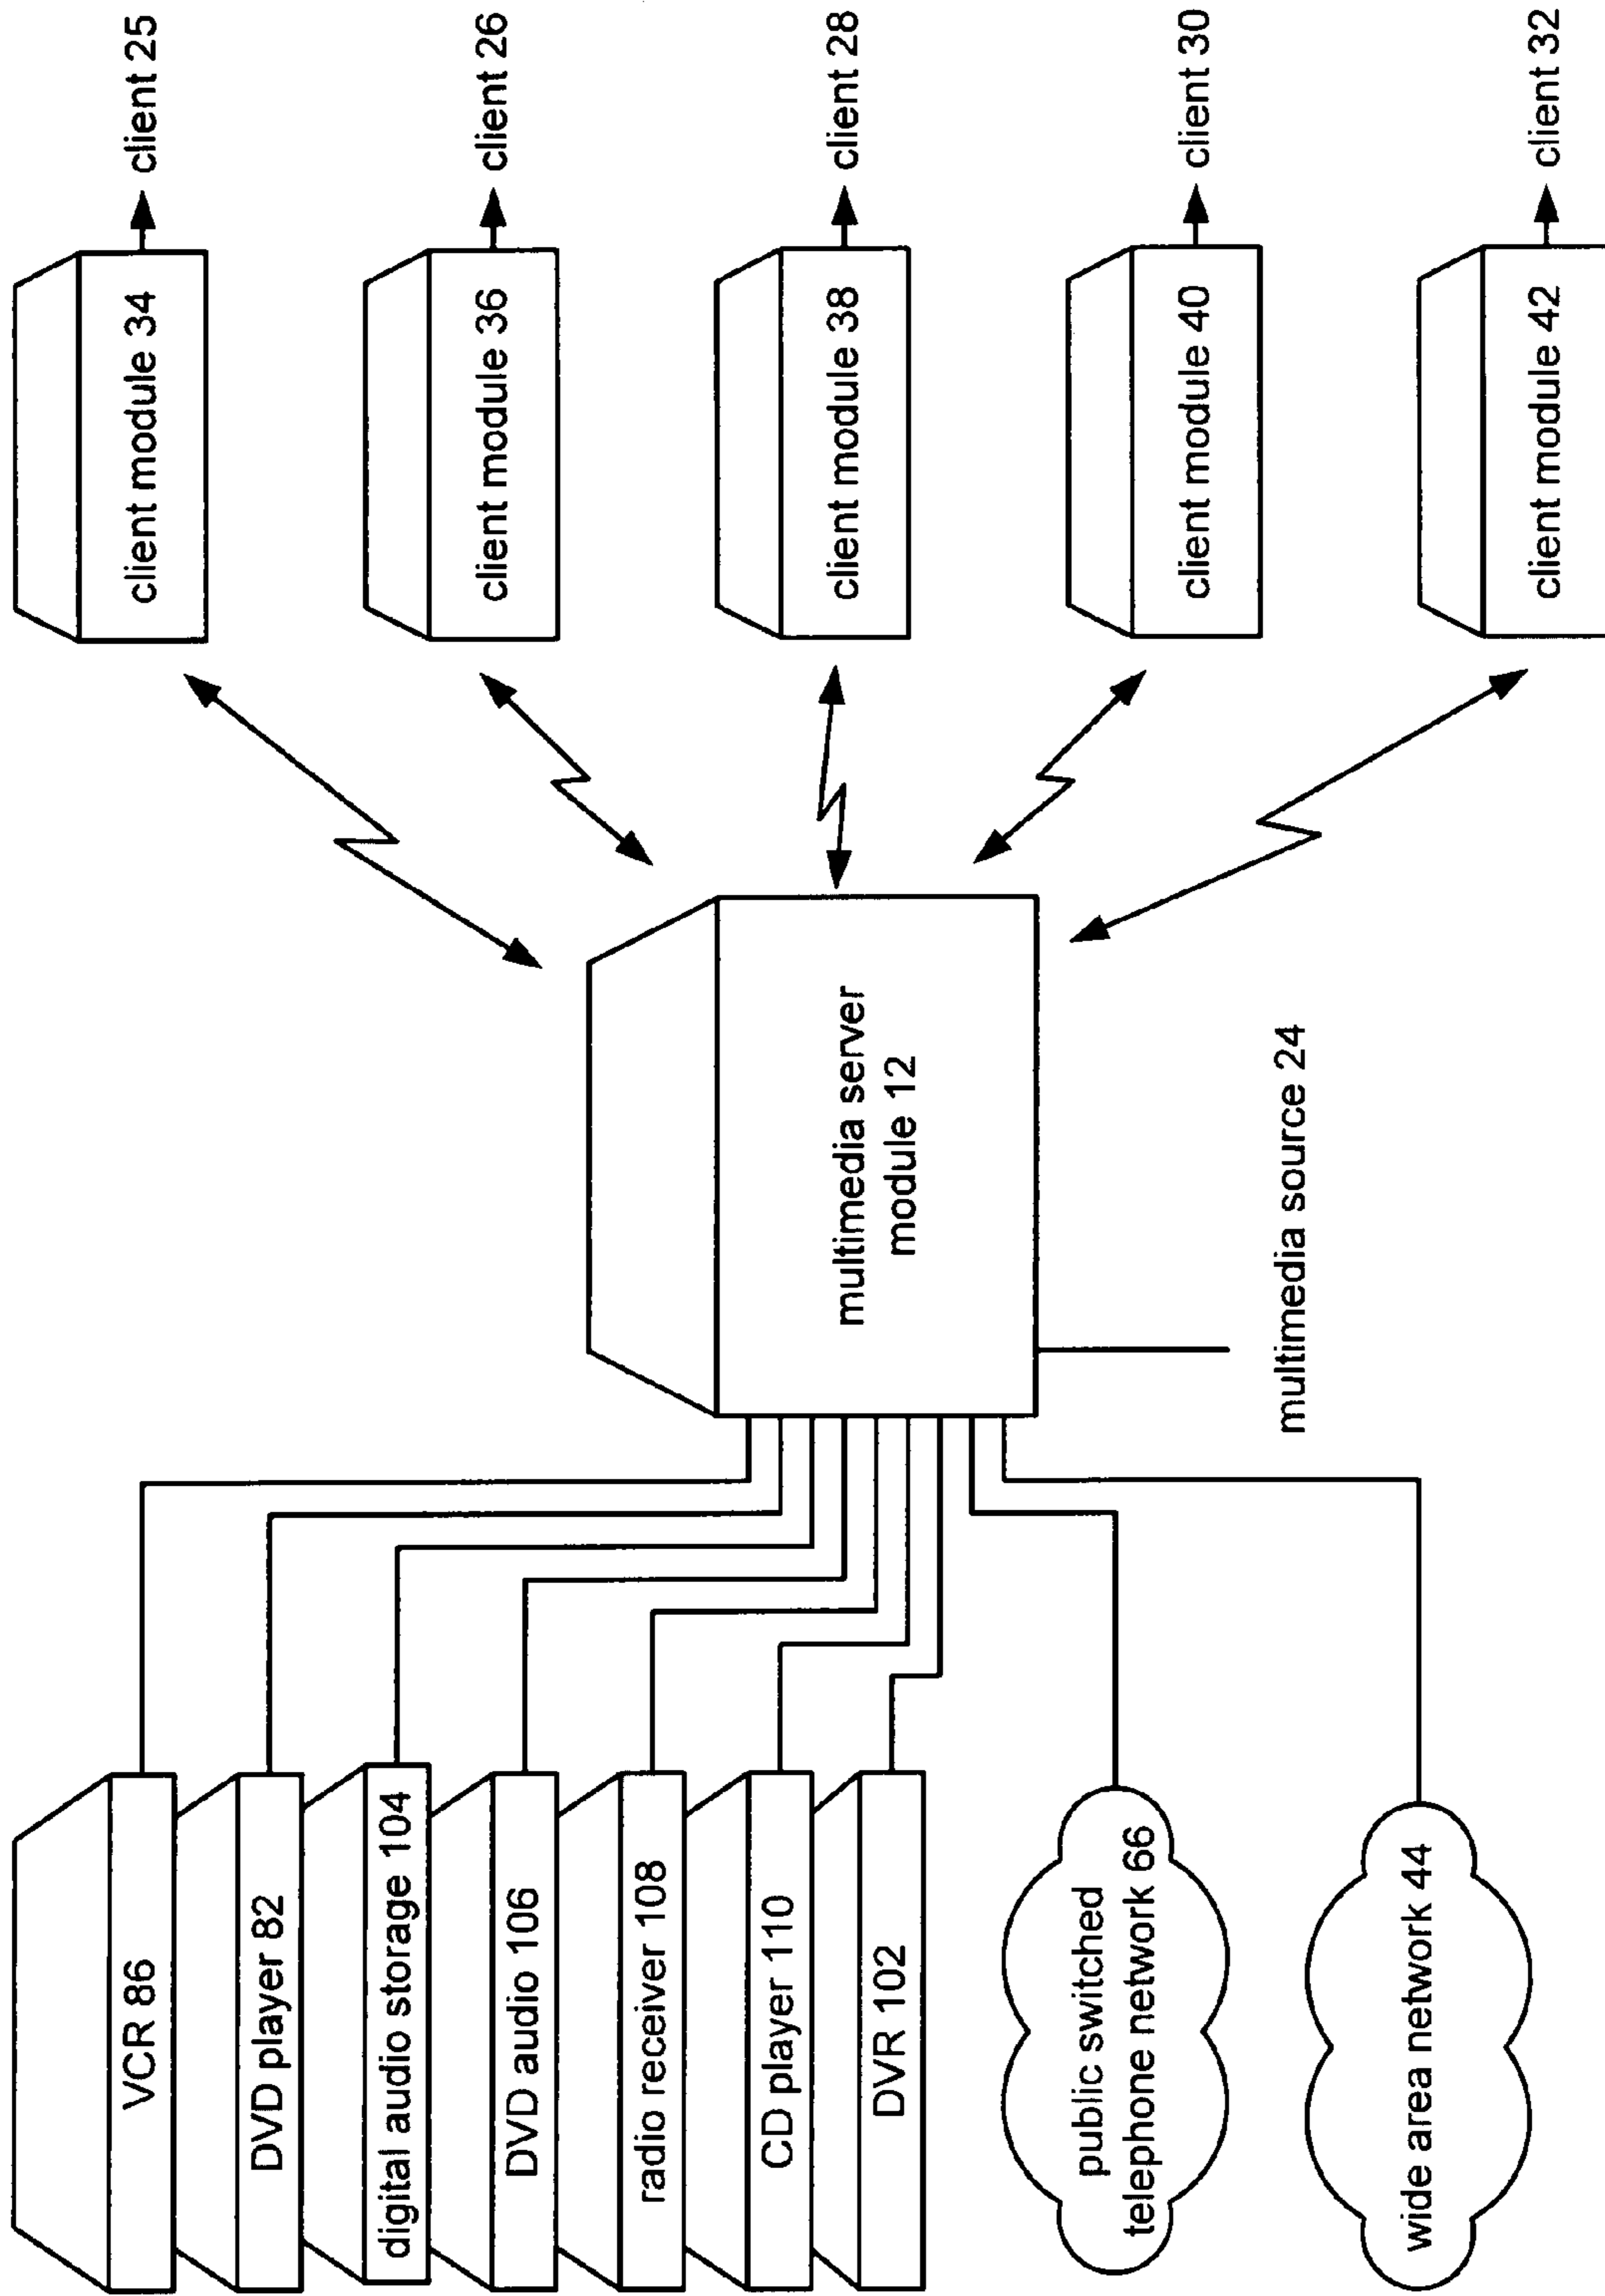 VCR 86
DVD player 82
digital audio storage 104
DVD audio 106
radio receiver 108
CD player 110
DVR 102
public switched
telephone network 66
wide area network 44
multimedia server
module 12
multimedia source 24
client module 34
client 25
client module 36
client 26
client module 38
client 28
client module 40
client 30
client module 42
client 32